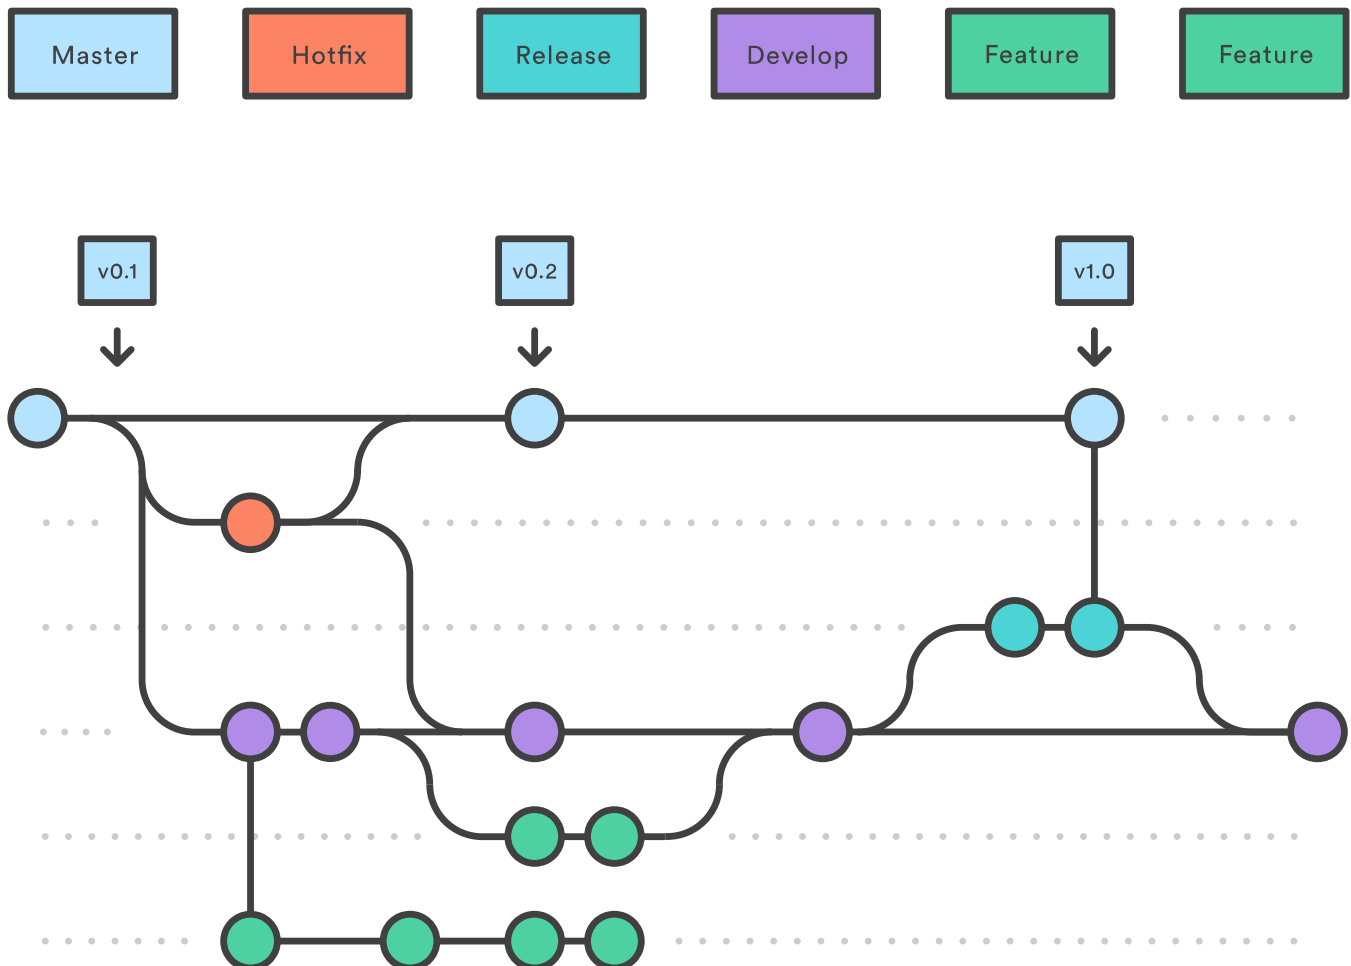 Master
Hotfix
Release
Develop
Feature
Feature
v0.1
v0.2
v1.0